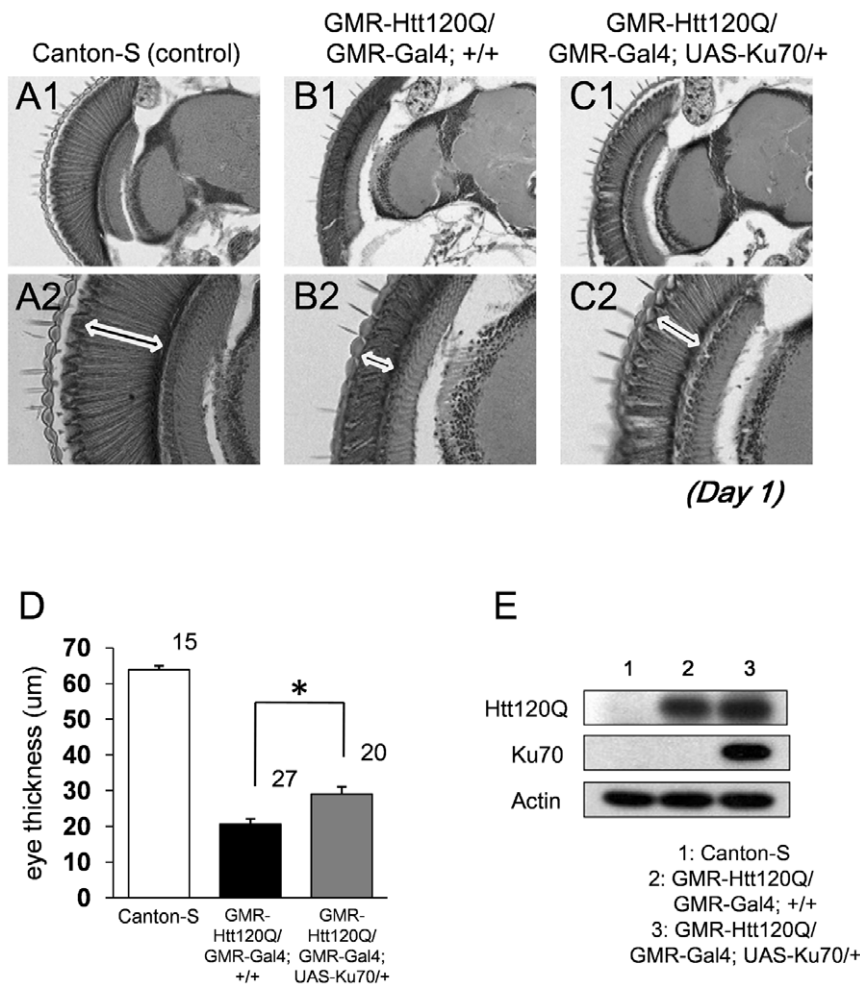 Canton-S (control)
GMR-Htt120Q/
GMR-Gal4; +/+
GMR-Htt120Q/
GMR-Gal4; UAS-Ku70/+
A1
B1
C1
A2
B2
C2
(Day 1)
D
eye thickness (um)
70
60
50
40
30
20
10
0
15
27
20
*
Canton-S
GMR-
Htt120Q/
GMR-Gal4;
+/+
GMR-
Htt120Q/
GMR-Gal4;
UAS-Ku70/+
E
1 2 3
Htt120Q
Ku70
Actin
1: Canton-S
2: GMR-Htt120Q/
GMR-Gal4; +/+
3: GMR-Htt120Q/
GMR-Gal4; UAS-Ku70/+